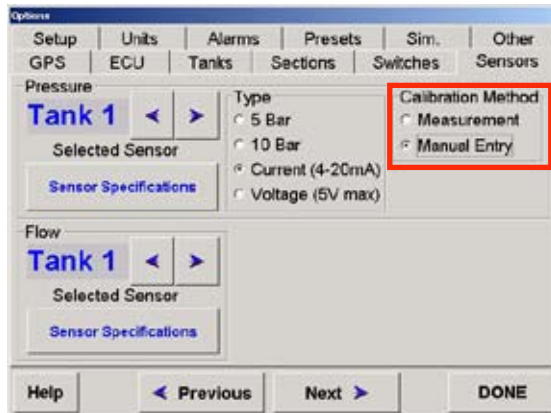 Options
Setup Units Alarms Presets Sim. Other
GPS ECU Tanks Sections Switches Sensors
Pressure
Tank 1
Selected Sensor
Sensor Specifications
Type
5 Bar
10 Bar
Current (4-20mA)
Voltage (5V max)
Calibration Method
Measurement
Manual Entry
Flow
Tank 1
Selected Sensor
Sensor Specifications
Help Previous Next DONE